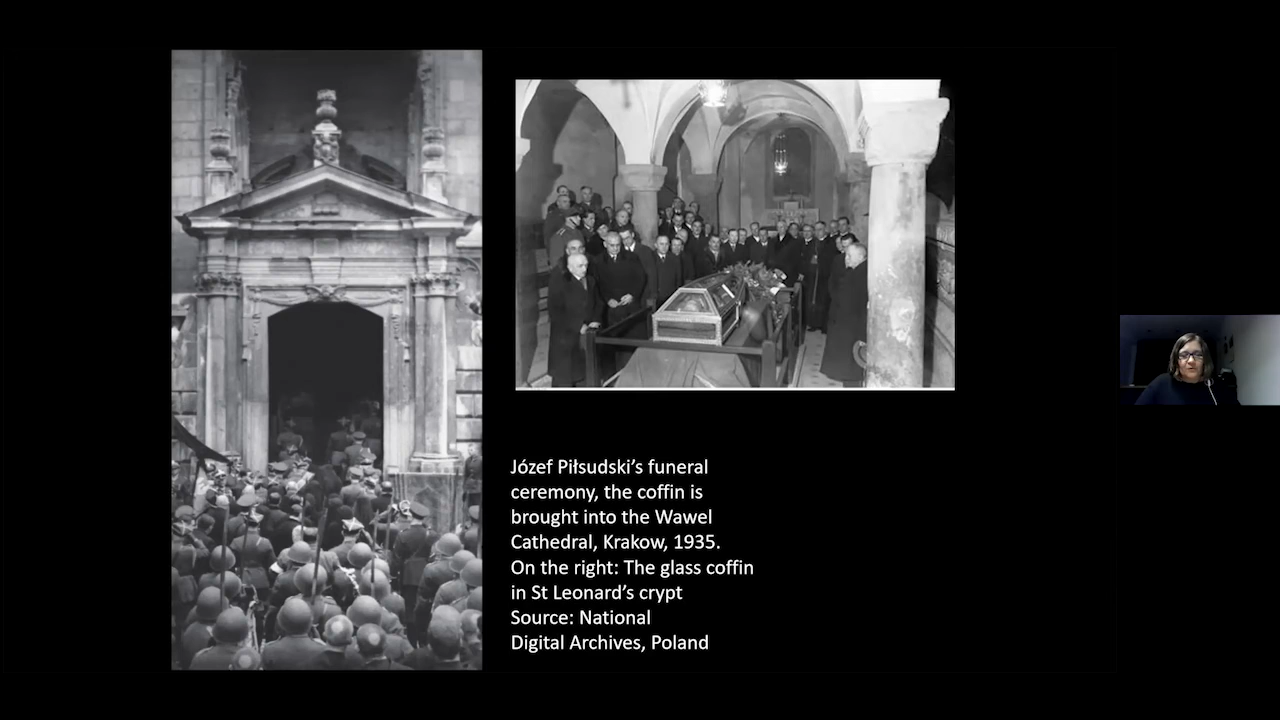 Józef Piłsudski’s funeral
ceremony, the coffin is
brought into the Wawel
Cathedral, Krakow, 1935.
On the right: The glass coffin
in St Leonard’s crypt
Source: National
Digital Archives, Poland